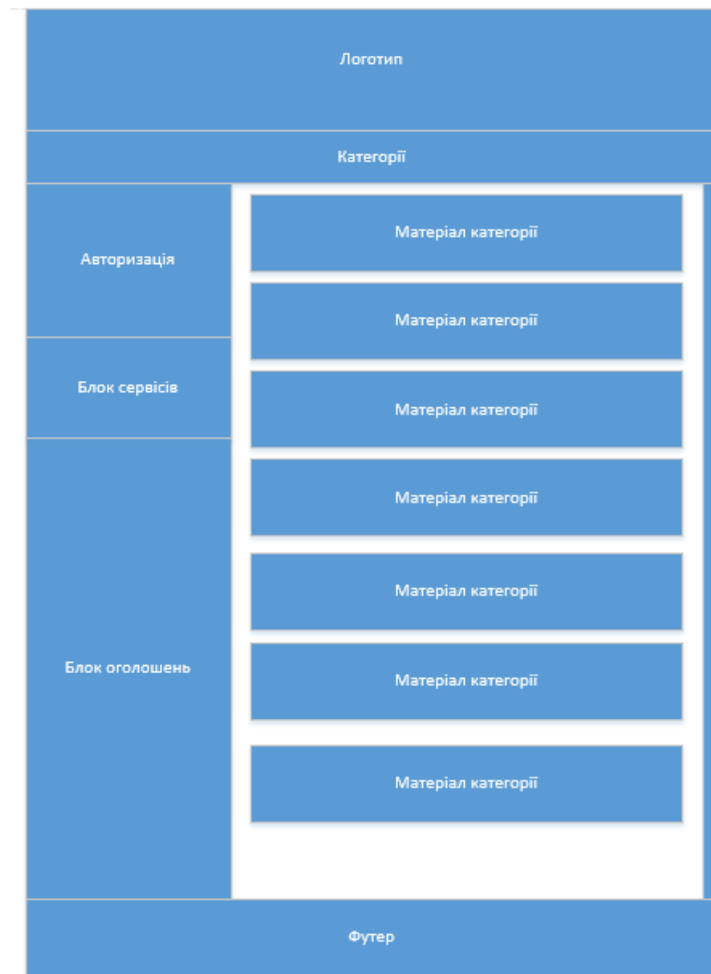 Логотип
Категорії
Авторизація
Блок сервісів
Блок оголошень
Матеріал категорії
Матеріал категорії
Матеріал категорії
Матеріал категорії
Матеріал категорії
Матеріал категорії
Матеріал категорії
Футер